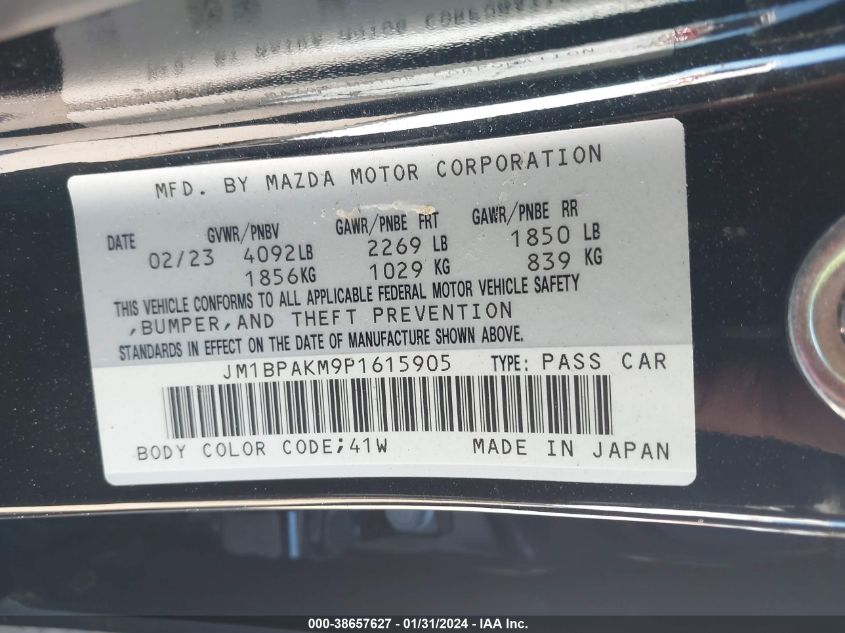 MFD. BY MAZDA MOTOR CORPORATION
DATE GVWR/PNBV GAWR/PNBE FRT GAWR/PNBE RR
02/23 4092LB 2269 LB 1850 LB
1856KG 1029 KG 839 KG
THIS VEHICLE CONFORMS TO ALL APPLICABLE FEDERAL MOTOR VEHICLE SAFETY
,BUMPER,AND THEFT PREVENTION
STANDARDS IN EFFECT ON THE DATE OF MANUFACTURE SHOWN ABOVE.
JM1BPAKM9P1615905 TYPE: PASS CAR
BODY COLOR CODE;41W MADE IN JAPAN
000-38657627 - 01/31/2024 - IAA Inc.